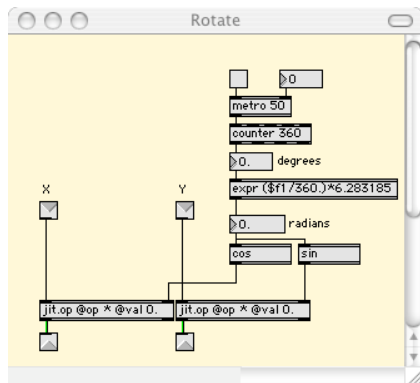 Rotate
0
metro 50
counter 360
0. degrees
expr ($f1/360.)*6.283185
X Y
0. radians
cos sin
jit.op @op * @val 0. jit.op @op * @val 0.